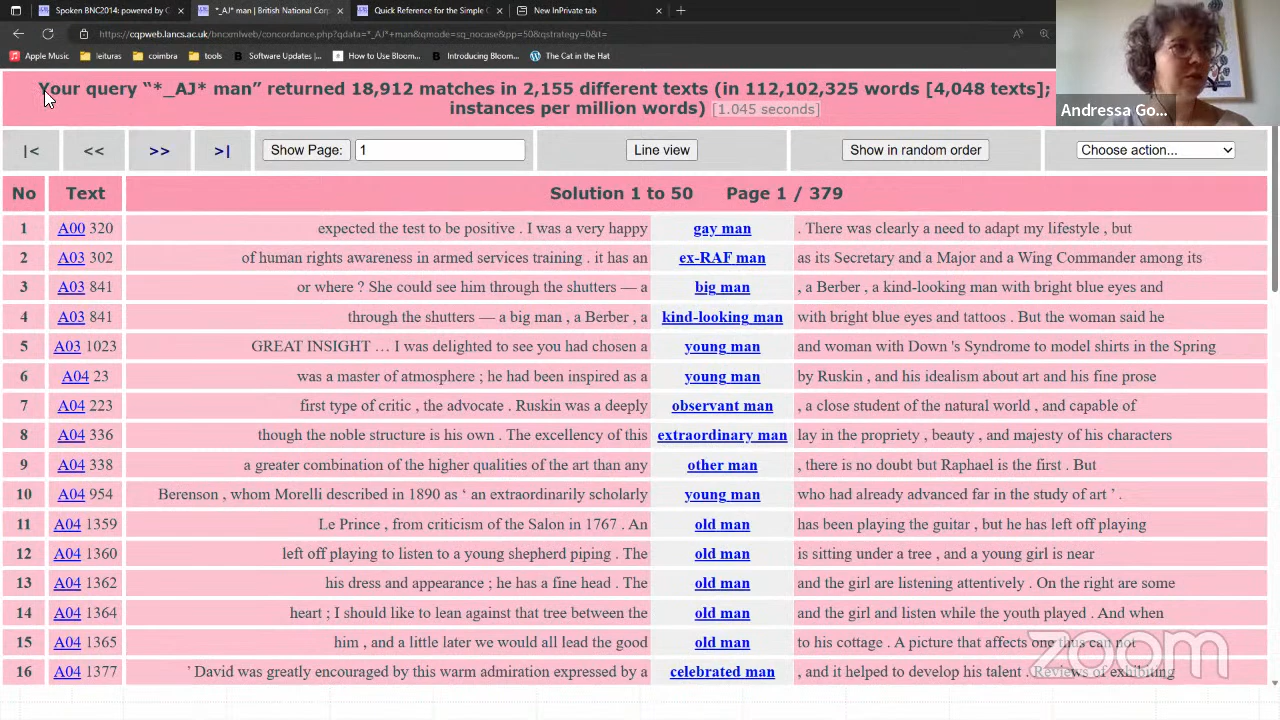 Spoken BNC2014: powered by C
*_AJ* man | British National Corp
Quick Reference for the Simple Q
New InPrivate tab
https://cqpweb.lancs.ac.uk/bncxmlweb/concordance.php?qdata=*_AJ*+man&qmode=sq_nocase&pp=50&qstrategy=0&t=
Apple Music leituras coimbra tools Software Updates |... How to Use Bloom... Introducing Bloom... The Cat in the Hat
Your query “*_AJ* man” returned 18,912 matches in 2,155 different texts (in 112,102,325 words [4,048 texts];
instances per million words) [1.045 seconds]
Andressa Go...
|< << >> >| Show Page: 1 Line view Show in random order Choose action...
No Text Solution 1 to 50 Page 1 / 379
1 A00 320 expected the test to be positive . I was a very happy gay man . There was clearly a need to adapt my lifestyle , but
2 A03 302 of human rights awareness in armed services training . it has an ex-RAF man as its Secretary and a Major and a Wing Commander among its
3 A03 841 or where ? She could see him through the shutters — a big man , a Berber , a kind-looking man with bright blue eyes and
4 A03 841 through the shutters — a big man , a Berber , a kind-looking man with bright blue eyes and tattoos . But the woman said he
5 A03 1023 GREAT INSIGHT … I was delighted to see you had chosen a young man and woman with Down 's Syndrome to model shirts in the Spring
6 A04 23 was a master of atmosphere ; he had been inspired as a young man by Ruskin , and his idealism about art and his fine prose
7 A04 223 first type of critic , the advocate . Ruskin was a deeply observant man , a close student of the natural world , and capable of
8 A04 336 though the noble structure is his own . The excellency of this extraordinary man lay in the propriety , beauty , and majesty of his characters
9 A04 338 a greater combination of the higher qualities of the art than any other man , there is no doubt but Raphael is the first . But
10 A04 954 Berenson , whom Morelli described in 1890 as ‘ an extraordinarily scholarly young man who had already advanced far in the study of art ’ .
11 A04 1359 Le Prince , from criticism of the Salon in 1767 . An old man has been playing the guitar , but he has left off playing
12 A04 1360 left off playing to listen to a young shepherd piping . The old man is sitting under a tree , and a young girl is near
13 A04 1362 his dress and appearance ; he has a fine head . The old man and the girl are listening attentively . On the right are some
14 A04 1364 heart ; I should like to lean against that tree between the old man and the girl and listen while the youth played . And when
15 A04 1365 him , and a little later we would all lead the good old man to his cottage . A picture that affects one thus can not
16 A04 1377 ’ David was greatly encouraged by this warm admiration expressed by a celebrated man , and it helped to develop his talent . Reviews of exhibiting
zoom